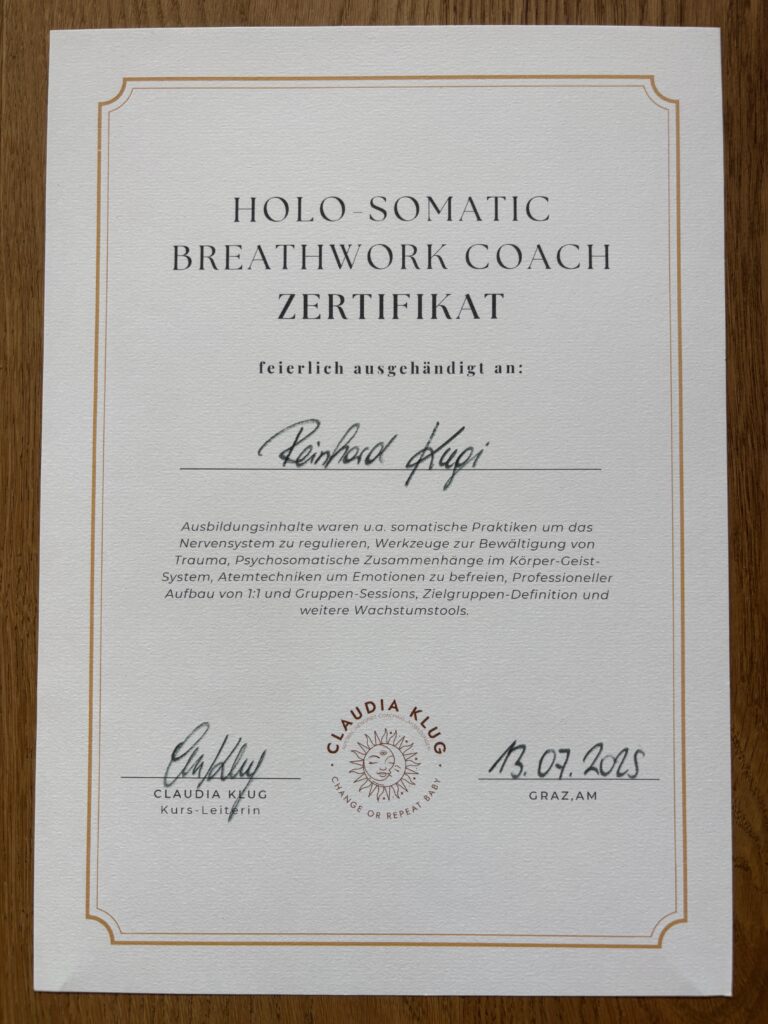 HOLO-SOMATIC
BREATHWORK COACH
ZERTIFIKAT
feierlich ausgehändigt an:
Reinhard Kugi
Ausbildungsinhalte waren u.a. somatische Praktiken um das
Nervensystem zu regulieren, Werkzeuge zur Bewältigung von
Trauma, Psychosomatische Zusammenhänge im Körper-Geist-
System, Atemtechniken um Emotionen zu befreien, Professioneller
Aufbau von 1:1 und Gruppen-Sessions, Zielgruppen-Definition und
weitere Wachstumstools.
CLAUDIA KLUG
CHANGE OR REPEAT BABY
13.07.2025
CLAUDIA KLUG
Kurs-Leiterin
GRAZ,AM